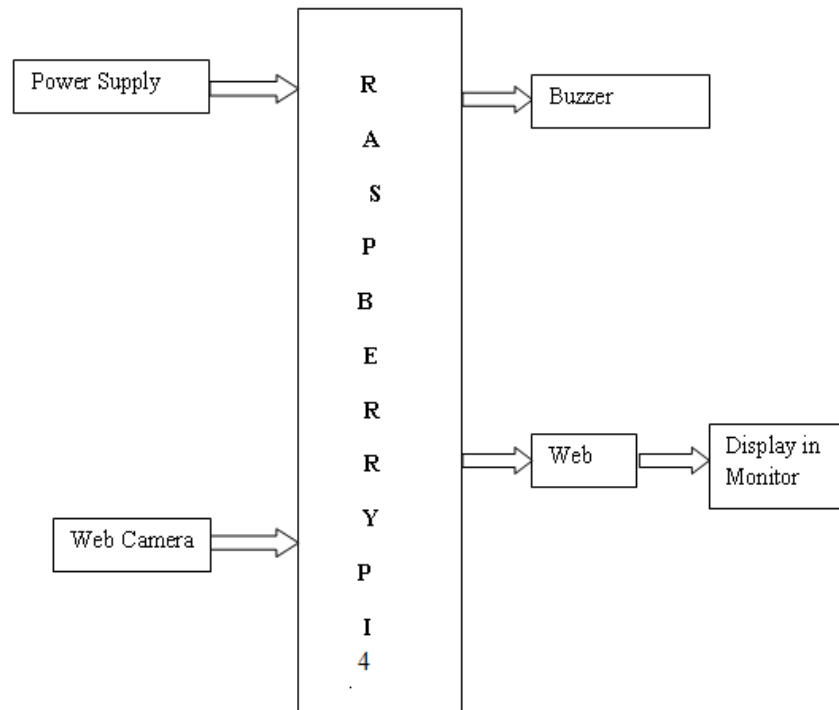 Power Supply
Web Camera
R
A
S
P
B
E
R
R
Y
P
I
4
.
Buzzer
Web
Display in
Monitor